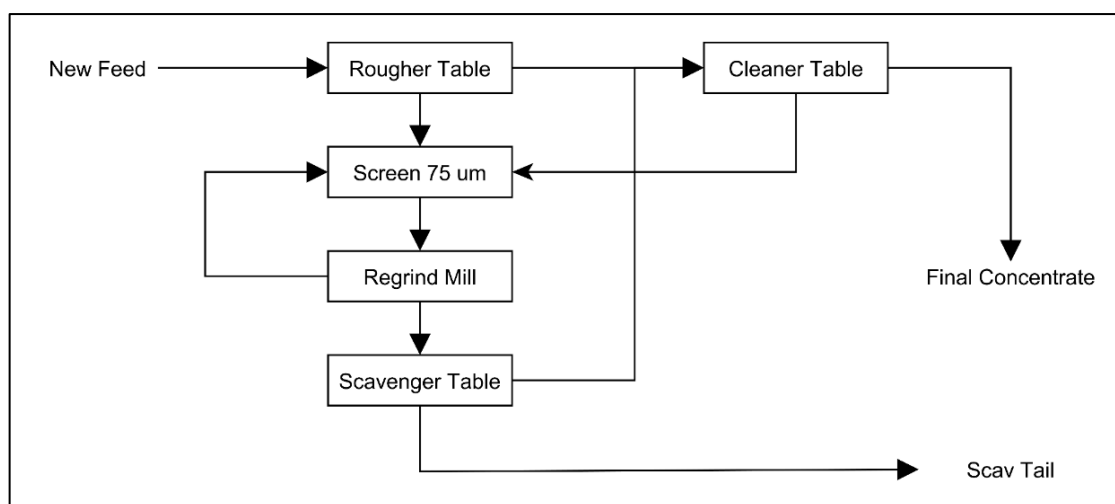 New Feed
Rougher Table
Cleaner Table
Screen 75 um
Regrind Mill
Final Concentrate
Scavenger Table
Scav Tail